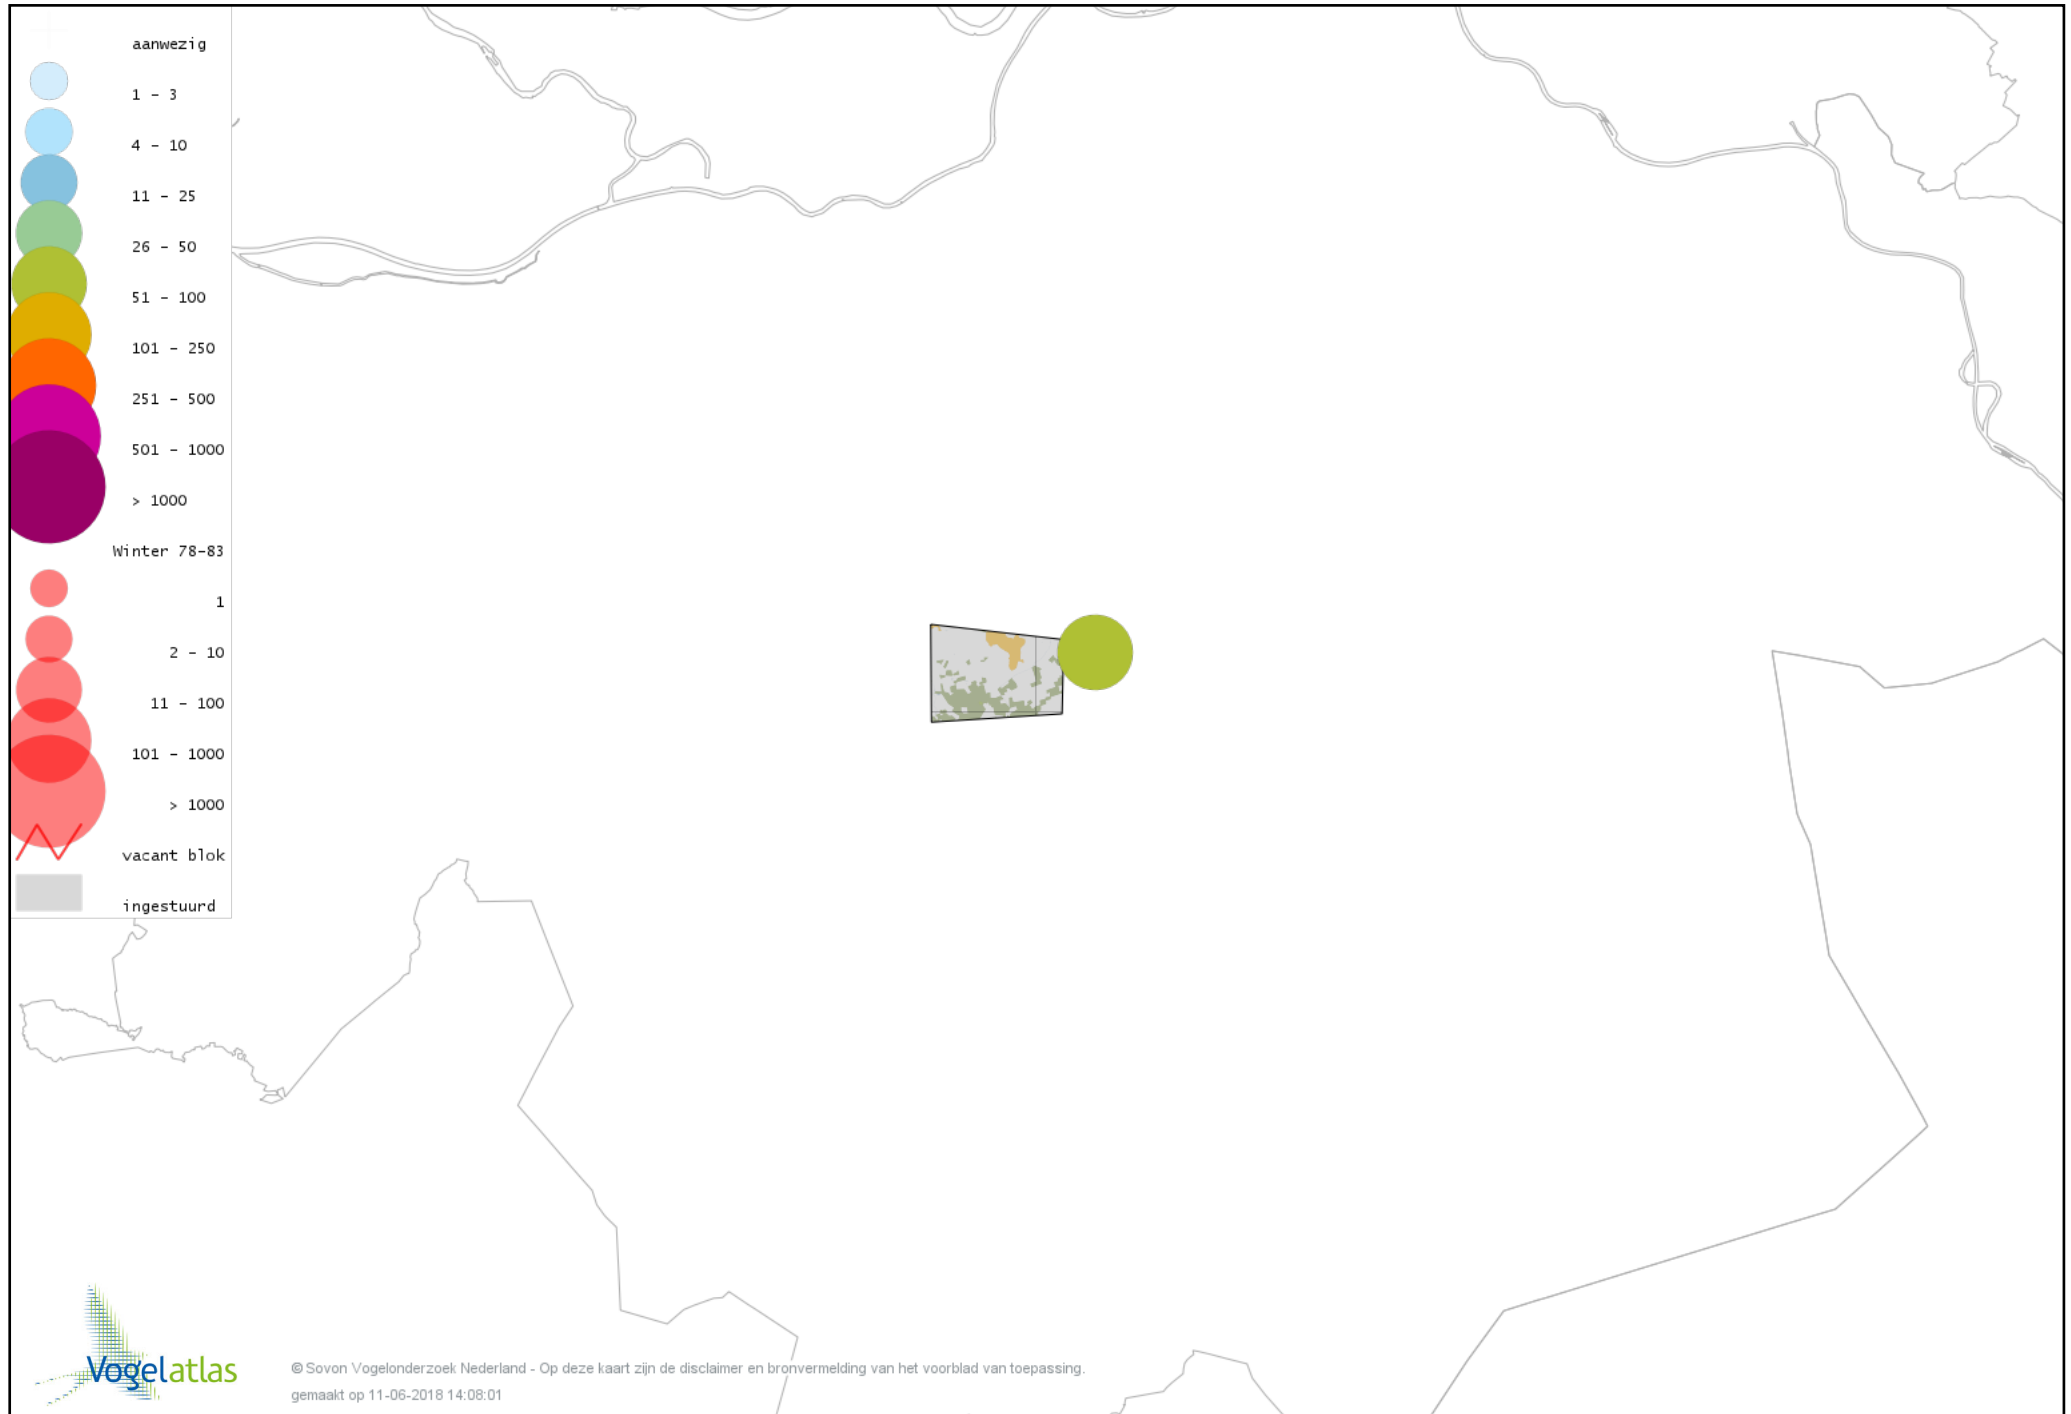 aanwezig
1 - 3
4 - 10
11 - 25
26 - 50
51 - 100
101 - 250
251 - 500
501 - 1000
> 1000
Winter 78-83
1
2 - 10
11 - 100
101 - 1000
> 1000
vacant blok
ingestuurd
Vogelatlas
© Sovon Vogelonderzoek Nederland - Op deze kaart zijn de disclaimer en bronvermelding van het voorblad van toepassing.
gemaakt op 11-06-2018 14:08:01